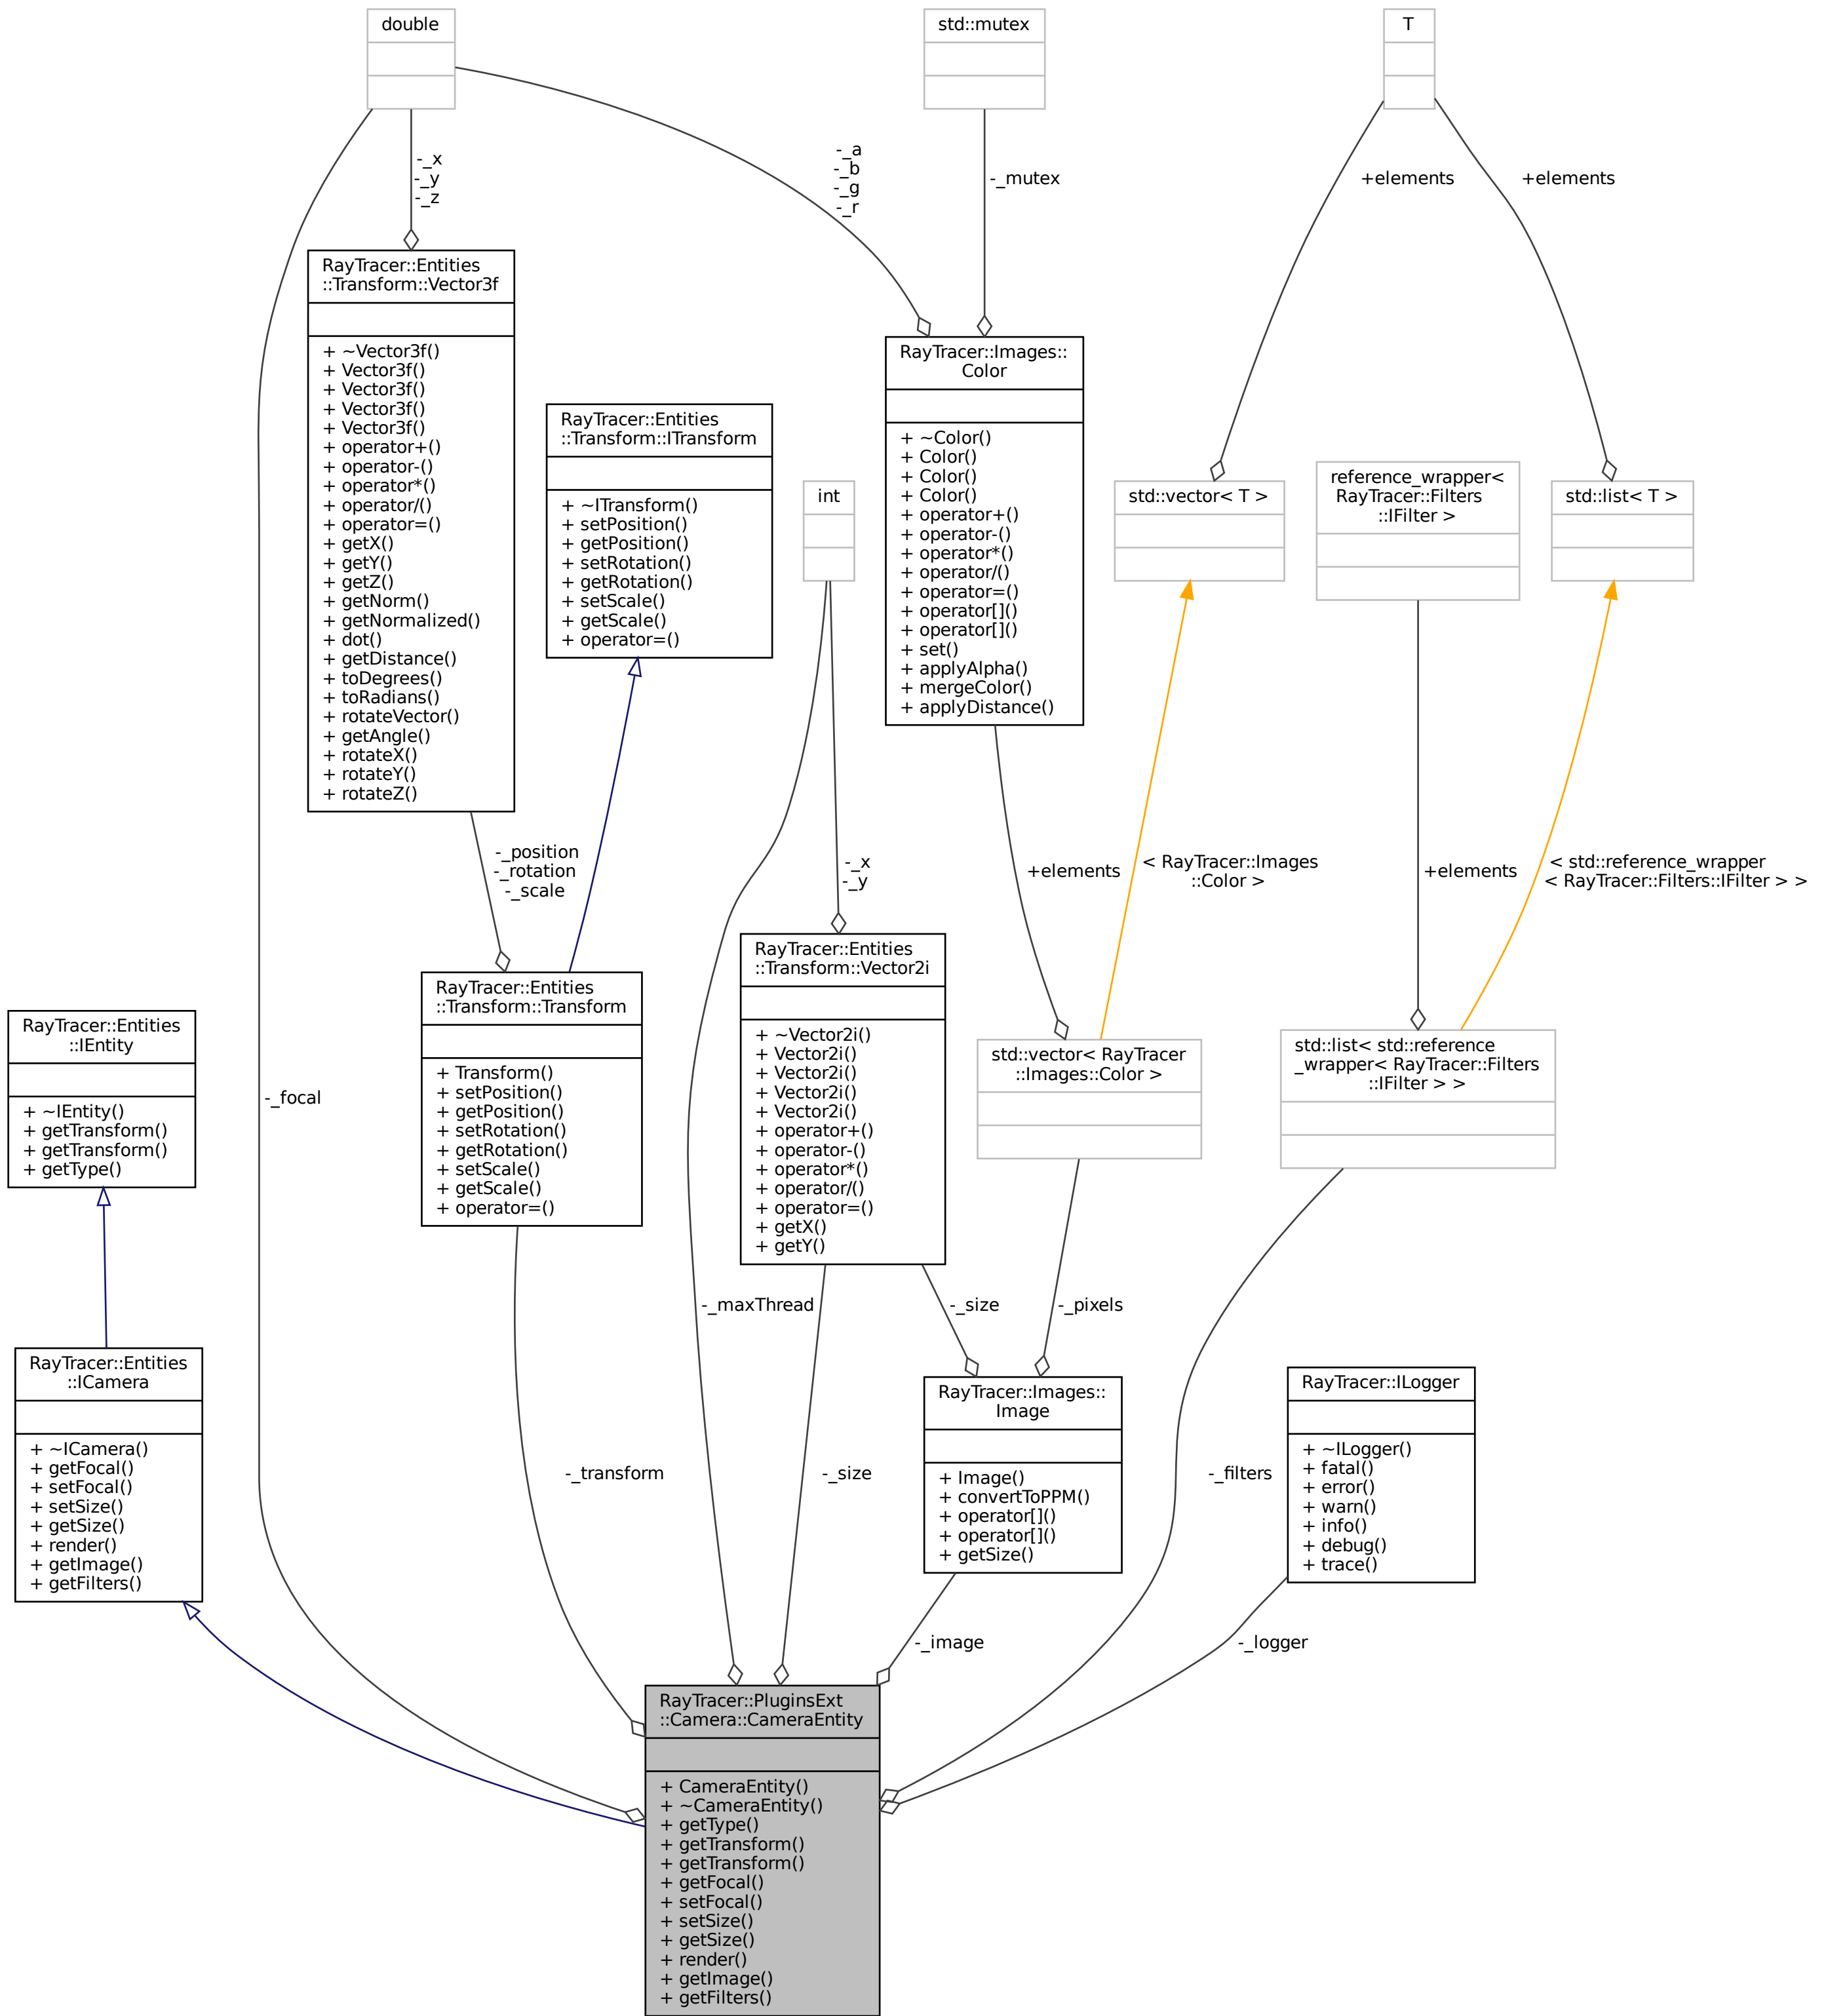 double
std::mutex
T
-_x
-_y
-_z
-_a
-_b
-_g
-_r
-_mutex
+elements
+elements
RayTracer::Entities
::Transform::Vector3f
+ ~Vector3f()
+ Vector3f()
+ Vector3f()
+ Vector3f()
+ Vector3f()
+ operator+()
+ operator-()
+ operator*()
+ operator/()
+ operator=()
+ getX()
+ getY()
+ getZ()
+ getNorm()
+ getNormalized()
+ dot()
+ getDistance()
+ toDegrees()
+ toRadians()
+ rotateVector()
+ getAngle()
+ rotateX()
+ rotateY()
+ rotateZ()
RayTracer::Entities
::Transform::ITransform
+ ~ITransform()
+ setPosition()
+ getPosition()
+ setRotation()
+ getRotation()
+ setScale()
+ getScale()
+ operator=()
int
RayTracer::Images::
Color
+ ~Color()
+ Color()
+ Color()
+ Color()
+ operator+()
+ operator-()
+ operator*()
+ operator/()
+ operator=()
+ operator[]()
+ operator[]()
+ set()
+ applyAlpha()
+ mergeColor()
+ applyDistance()
std::vector< T >
reference_wrapper<
RayTracer::Filters
::IFilter >
std::list< T >
-_position
-_rotation
-_scale
-_x
-_y
+elements
< RayTracer::Images
::Color >
+elements
< std::reference_wrapper
< RayTracer::Filters::IFilter > >
RayTracer::Entities
::IEntity
+ ~IEntity()
+ getTransform()
+ getTransform()
+ getType()
-_focal
RayTracer::Entities
::Transform::Transform
+ Transform()
+ setPosition()
+ getPosition()
+ setRotation()
+ getRotation()
+ setScale()
+ getScale()
+ operator=()
RayTracer::Entities
::Transform::Vector2i
+ ~Vector2i()
+ Vector2i()
+ Vector2i()
+ Vector2i()
+ Vector2i()
+ operator+()
+ operator-()
+ operator*()
+ operator/()
+ operator=()
+ getX()
+ getY()
std::vector< RayTracer
::Images::Color >
std::list< std::reference
_wrapper< RayTracer::Filters
::IFilter > >
-_maxThread
-_size
-_pixels
RayTracer::Entities
::ICamera
+ ~ICamera()
+ getFocal()
+ setFocal()
+ setSize()
+ getSize()
+ render()
+ getImage()
+ getFilters()
-_transform
-_size
RayTracer::Images::
Image
+ Image()
+ convertToPPM()
+ operator[]()
+ operator[]()
+ getSize()
-_filters
RayTracer::ILogger
+ ~ILogger()
+ fatal()
+ error()
+ warn()
+ info()
+ debug()
+ trace()
-_image
-_logger
RayTracer::PluginsExt
::Camera::CameraEntity
+ CameraEntity()
+ ~CameraEntity()
+ getType()
+ getTransform()
+ getTransform()
+ getFocal()
+ setFocal()
+ setSize()
+ getSize()
+ render()
+ getImage()
+ getFilters()